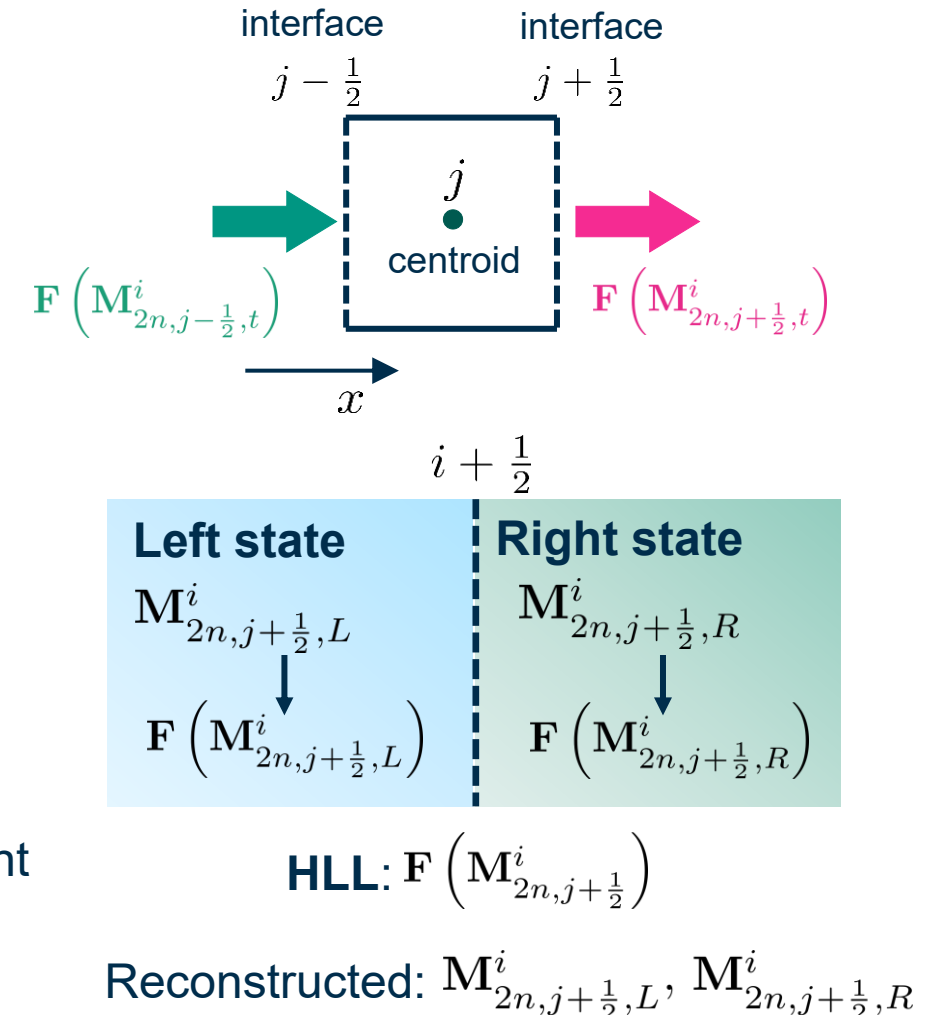 interface interface
j − 1/2 j + 1/2
j
centroid
F(M^i_{2n,j−1/2,t}) F(M^i_{2n,j+1/2,t})
x
i + 1/2
Left state Right state
M^i_{2n,j+1/2,L} M^i_{2n,j+1/2,R}
F(M^i_{2n,j+1/2,L}) F(M^i_{2n,j+1/2,R})
nt HLL: F(M^i_{2n,j+1/2})
Reconstructed: M^i_{2n,j+1/2,L}, M^i_{2n,j+1/2,R}